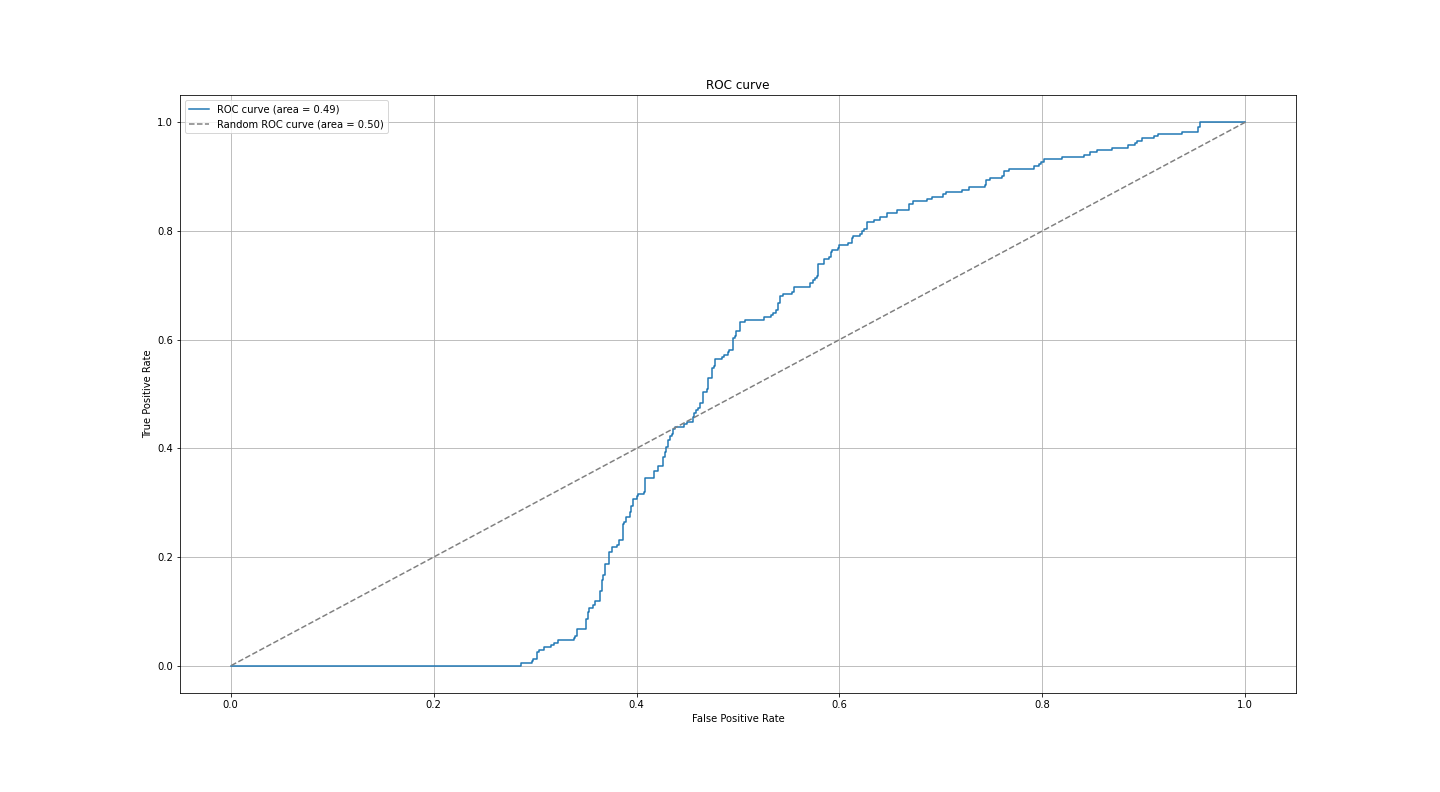 ROC curve
ROC curve (area = 0.49)
Random ROC curve (area = 0.50)
1.0
0.8
0.6
0.4
0.2
0.0
True Positive Rate
0.0
0.2
0.4
0.6
0.8
1.0
False Positive Rate